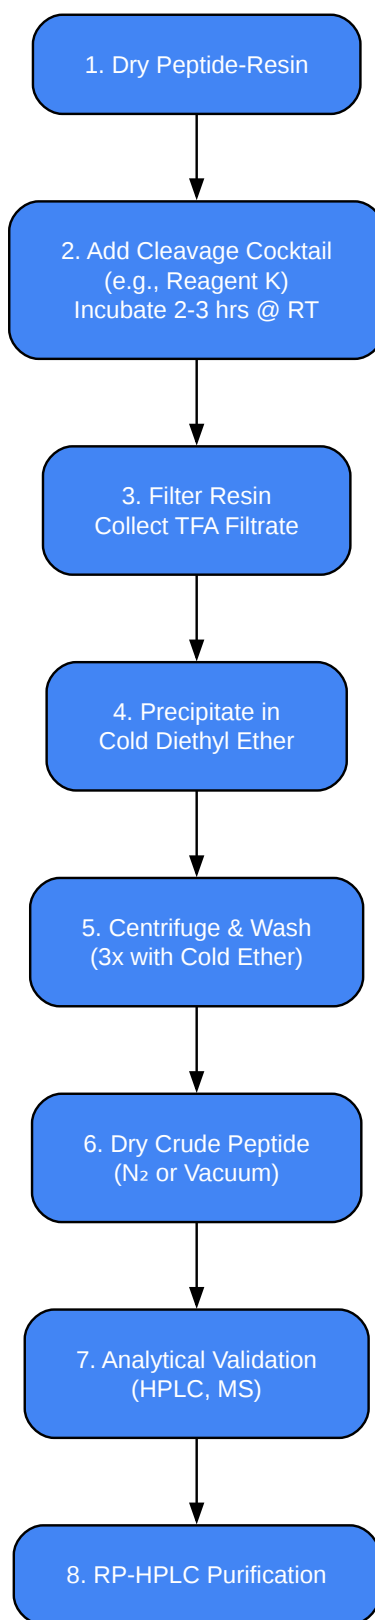 1. Dry Peptide-Resin
2. Add Cleavage Cocktail
(e.g., Reagent K)
Incubate 2-3 hrs @ RT
3. Filter Resin
Collect TFA Filtrate
4. Precipitate in
Cold Diethyl Ether
5. Centrifuge & Wash
(3x with Cold Ether)
6. Dry Crude Peptide
(N₂ or Vacuum)
7. Analytical Validation
(HPLC, MS)
8. RP-HPLC Purification